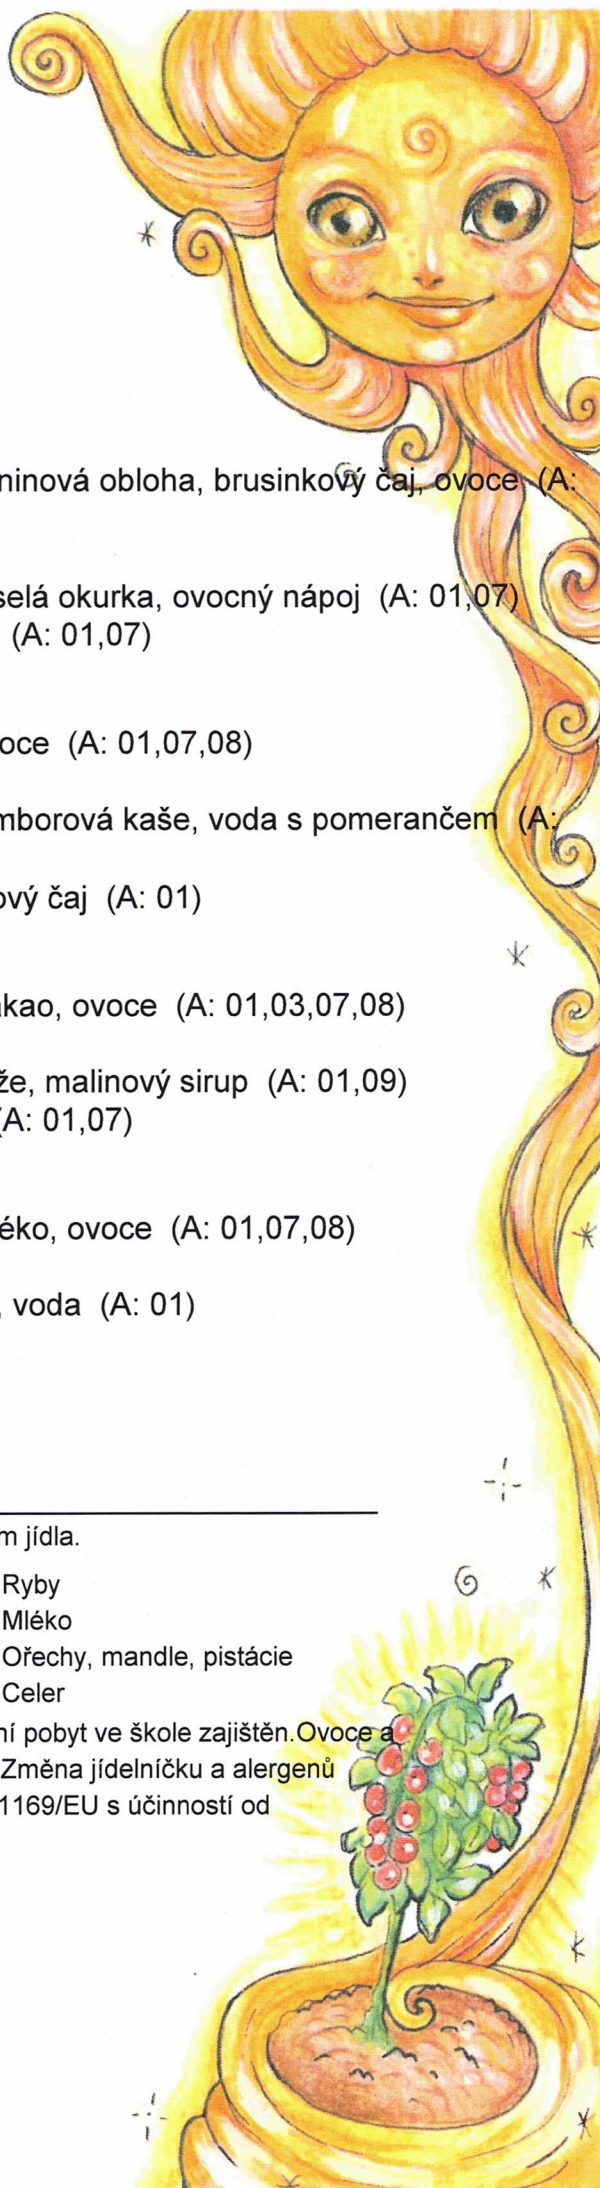 ninová obloha, brusinkový čaj, ovoce (A:
selá okurka, ovocný nápoj (A: 01,07)
(A: 01,07)
oce (A: 01,07,08)
mborová kaše, voda s pomerančem (A:
ový čaj (A: 01)
akao, ovoce (A: 01,03,07,08)
že, malinový sirup (A: 01,09)
(A: 01,07)
éko, ovoce (A: 01,07,08)
, voda (A: 01)
m jídla.
Ryby
Mléko
Ořechy, mandle, pistácie
Celer
ní pobyt ve škole zajištěn.Ovoce a
Změna jídelníčku a alergenů
1169/EU s účinností od